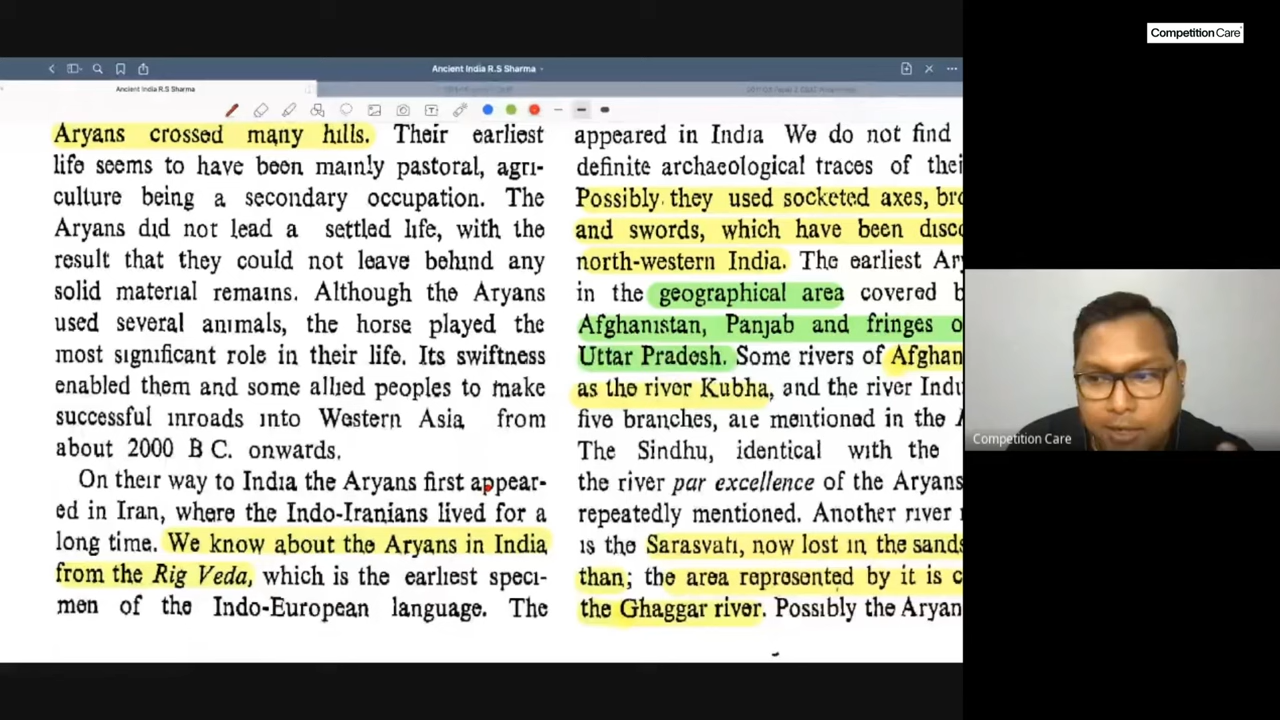 CompetitionCare
Ancient India R.S Sharma
Ancient India R.S Sharma
Aryans crossed many hills. Their earliest
life seems to have been mainly pastoral, agri-
culture being a secondary occupation. The
Aryans did not lead a settled life, with the
result that they could not leave behind any
solid material remains. Although the Aryans
used several animals, the horse played the
most significant role in their life. Its swiftness
enabled them and some allied peoples to make
successful inroads into Western Asia from
about 2000 B C. onwards.
On their way to India the Aryans first appear-
ed in Iran, where the Indo-Iranians lived for a
long time. We know about the Aryans in India
from the Rig Veda, which is the earliest speci-
men of the Indo-European language. The
appeared in India We do not find
definite archaeological traces of thei
Possibly they used socketed axes, bro
and swords, which have been disco
north-western India. The earliest Ar
in the geographical area covered b
Afghanistan, Panjab and fringes o
Uttar Pradesh. Some rivers of Afghan
as the river Kubha, and the river Indu
five branches, are mentioned in the
The Sindhu, identical with the
the river par excellence of the Aryans
repeatedly mentioned. Another river
is the Sarasvati, now lost in the sands
than; the area represented by it is c
the Ghaggar river. Possibly the Aryan
Competition Care